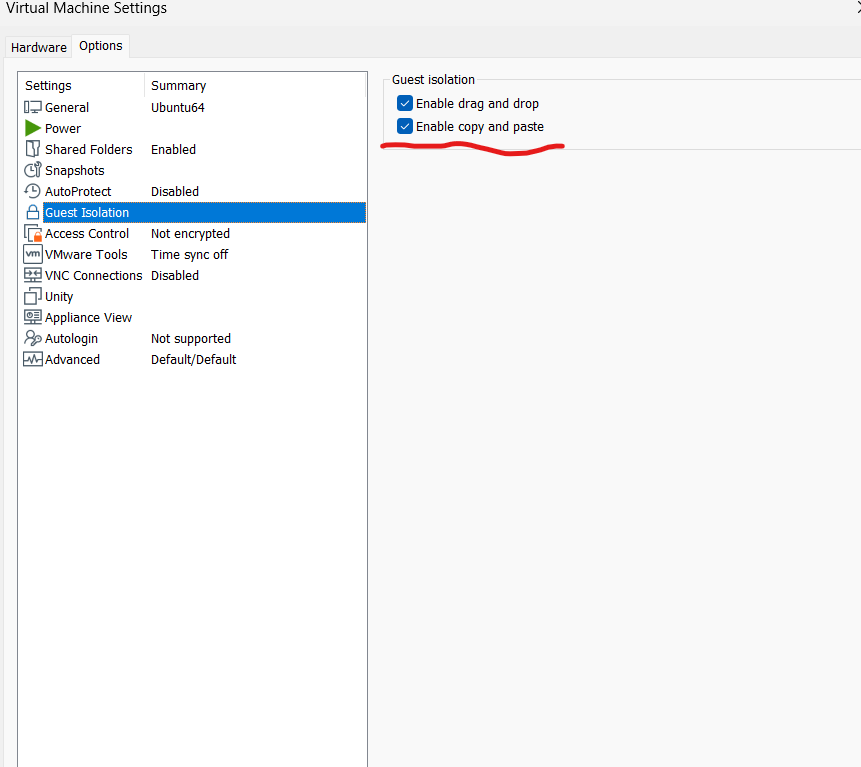 Virtual Machine Settings
Hardware Options
Settings Summary
Guest isolation
General Ubuntu64
Enable drag and drop
Power
Enable copy and paste
Shared Folders Enabled
Snapshots
AutoProtect Disabled
Guest Isolation
Access Control Not encrypted
vm VMware Tools Time sync off
VNC Connections Disabled
Unity
Appliance View
Autologin Not supported
Advanced Default/Default